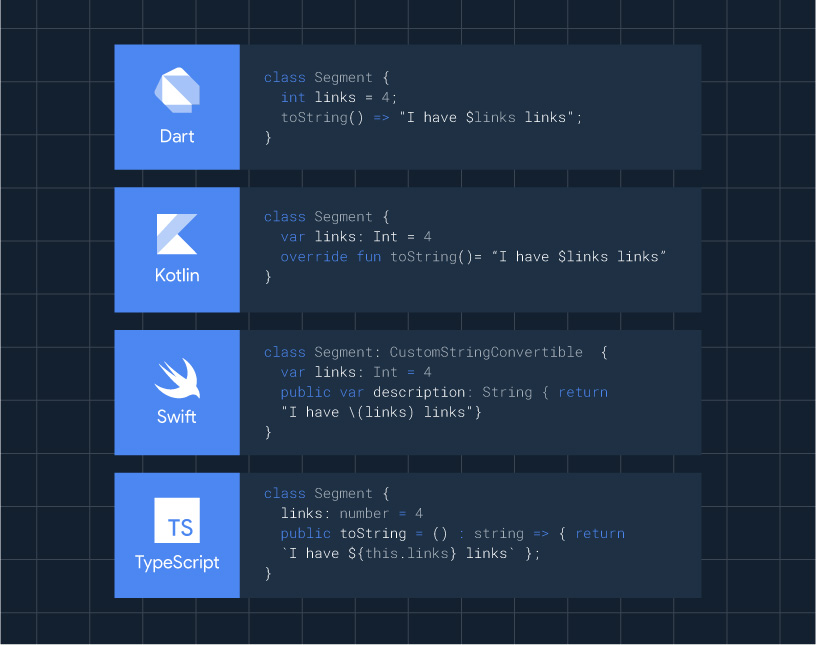 Dart
class Segment {
  int links = 4;
  toString() => "I have $links links";
}
Kotlin
class Segment {
  var links: Int = 4
  override fun toString()= “I have $links links”
}
Swift
class Segment: CustomStringConvertible  {
  var links: Int = 4
  public var description: String { return
  "I have \(links) links"}
}
TS
TypeScript
class Segment {
  links: number = 4
  public toString = () : string => { return
  `I have ${this.links} links` };
}